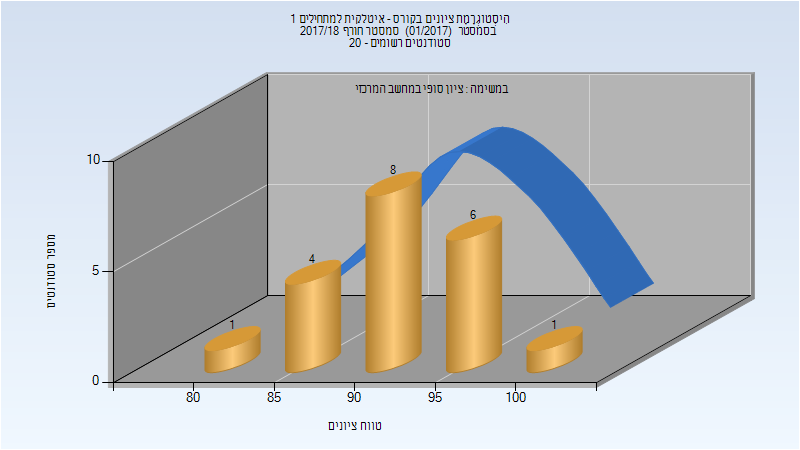 היסטוגרמת ציונים בקורס - איטלקית למתחילים 1
בסמסטר (01/2017) סמסטר חורף 2017/18
סטודנטים רשומים - 20
במשימה : ציון סופי במחשב המרכזי
מספר סטודנטים
10
5
0
1
4
8
6
1
80
85
90
95
100
טווח ציונים